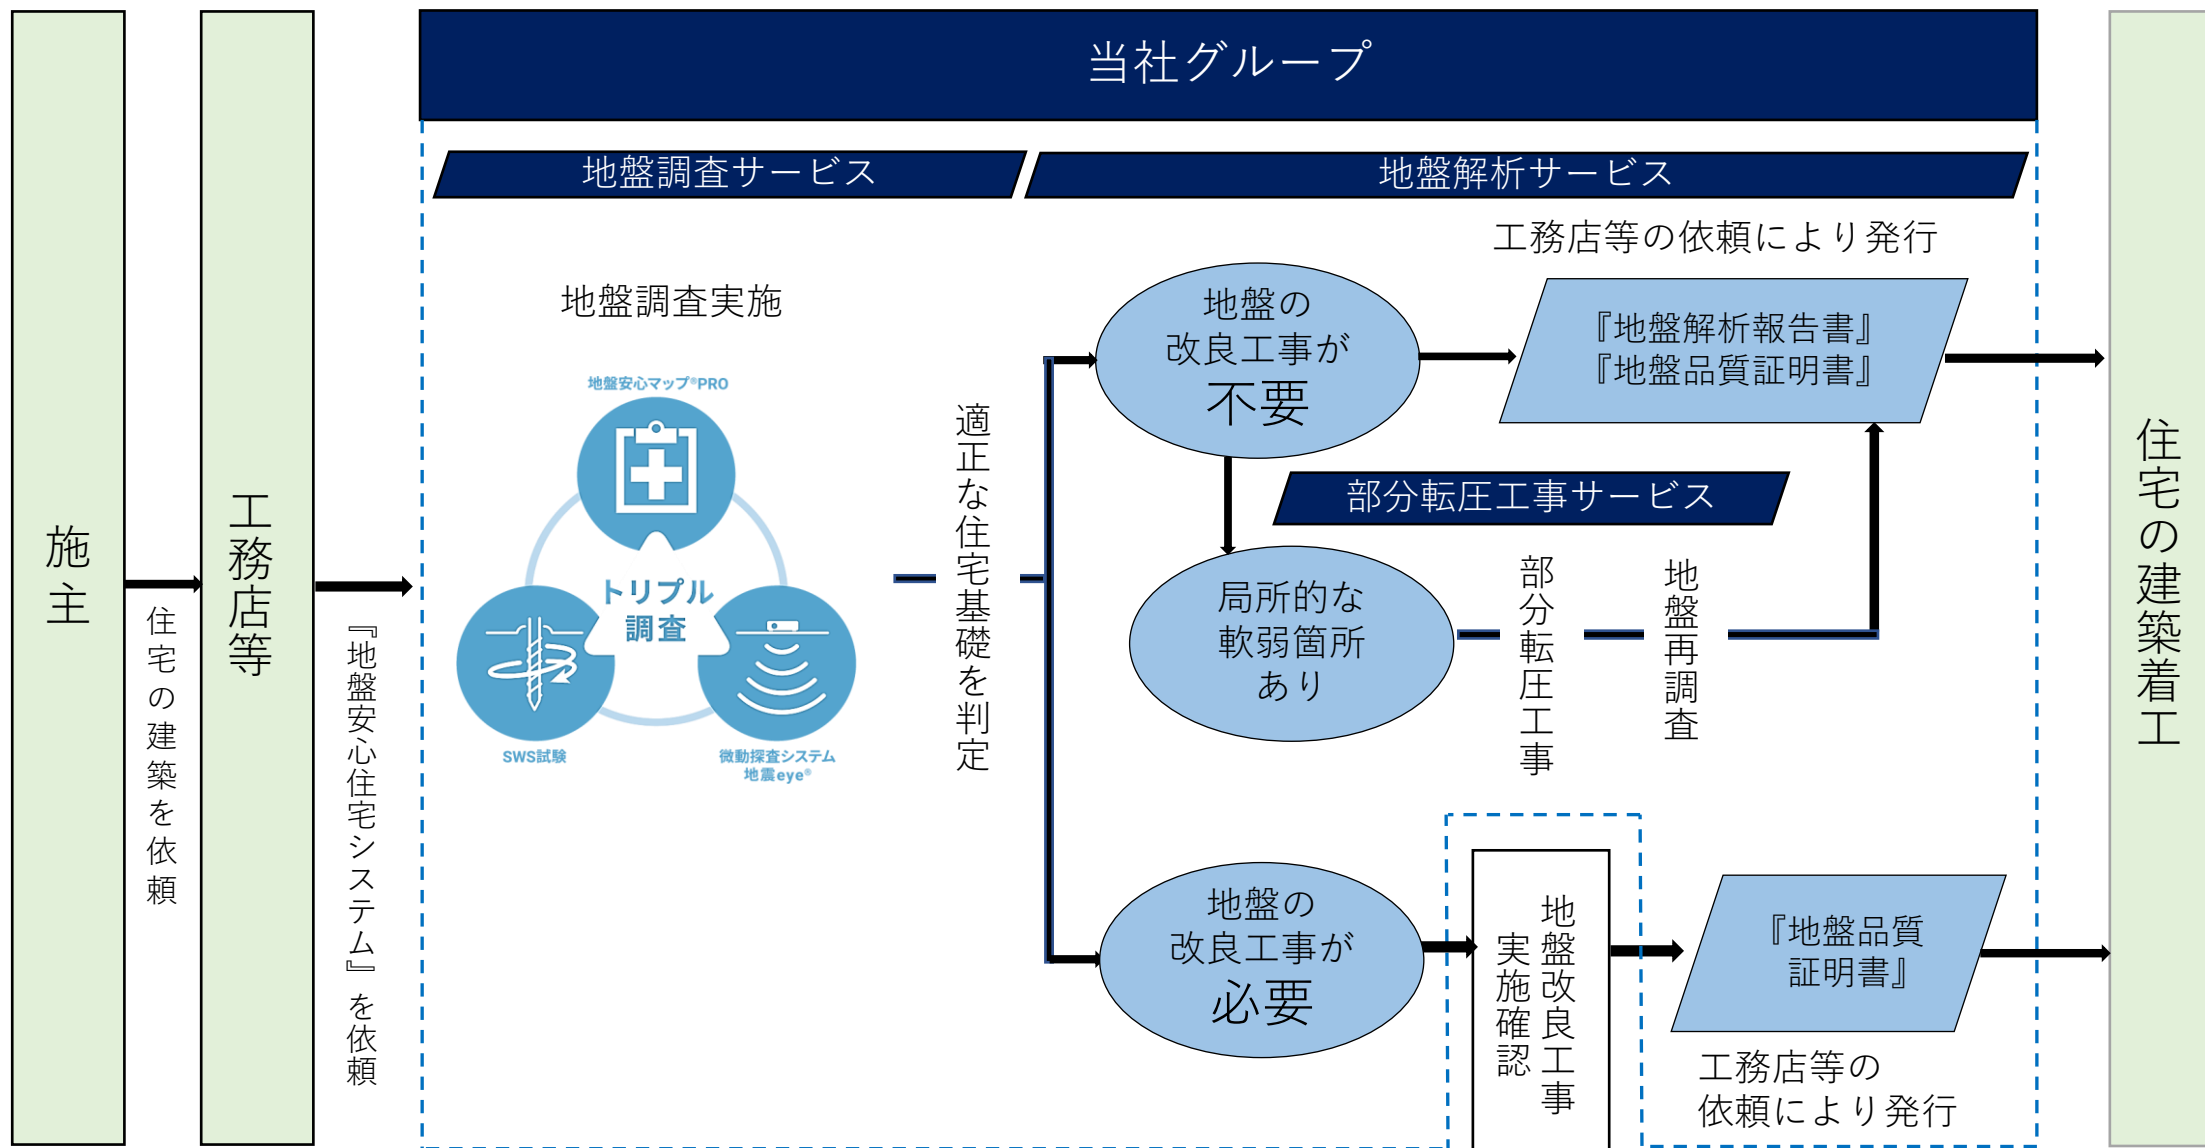 当社グループ
地盤調査サービス
地盤解析サービス
施主
住宅の建築を依頼
工務店等
『地盤安心住宅システム』を依頼
地盤調査実施
地盤安心マップ®PRO
トリプル
調査
SWS試験
微動探査システム
地震eye®
適正な住宅基礎を判定
地盤の
改良工事が
不要
工務店等の依頼により発行
『地盤解析報告書』
『地盤品質証明書』
部分転圧工事サービス
局所的な
軟弱箇所
あり
部分転圧工事
地盤再調査
地盤の
改良工事が
必要
地盤改良工事
実施確認
『地盤品質
証明書』
工務店等の
依頼により発行
住宅の建築着工